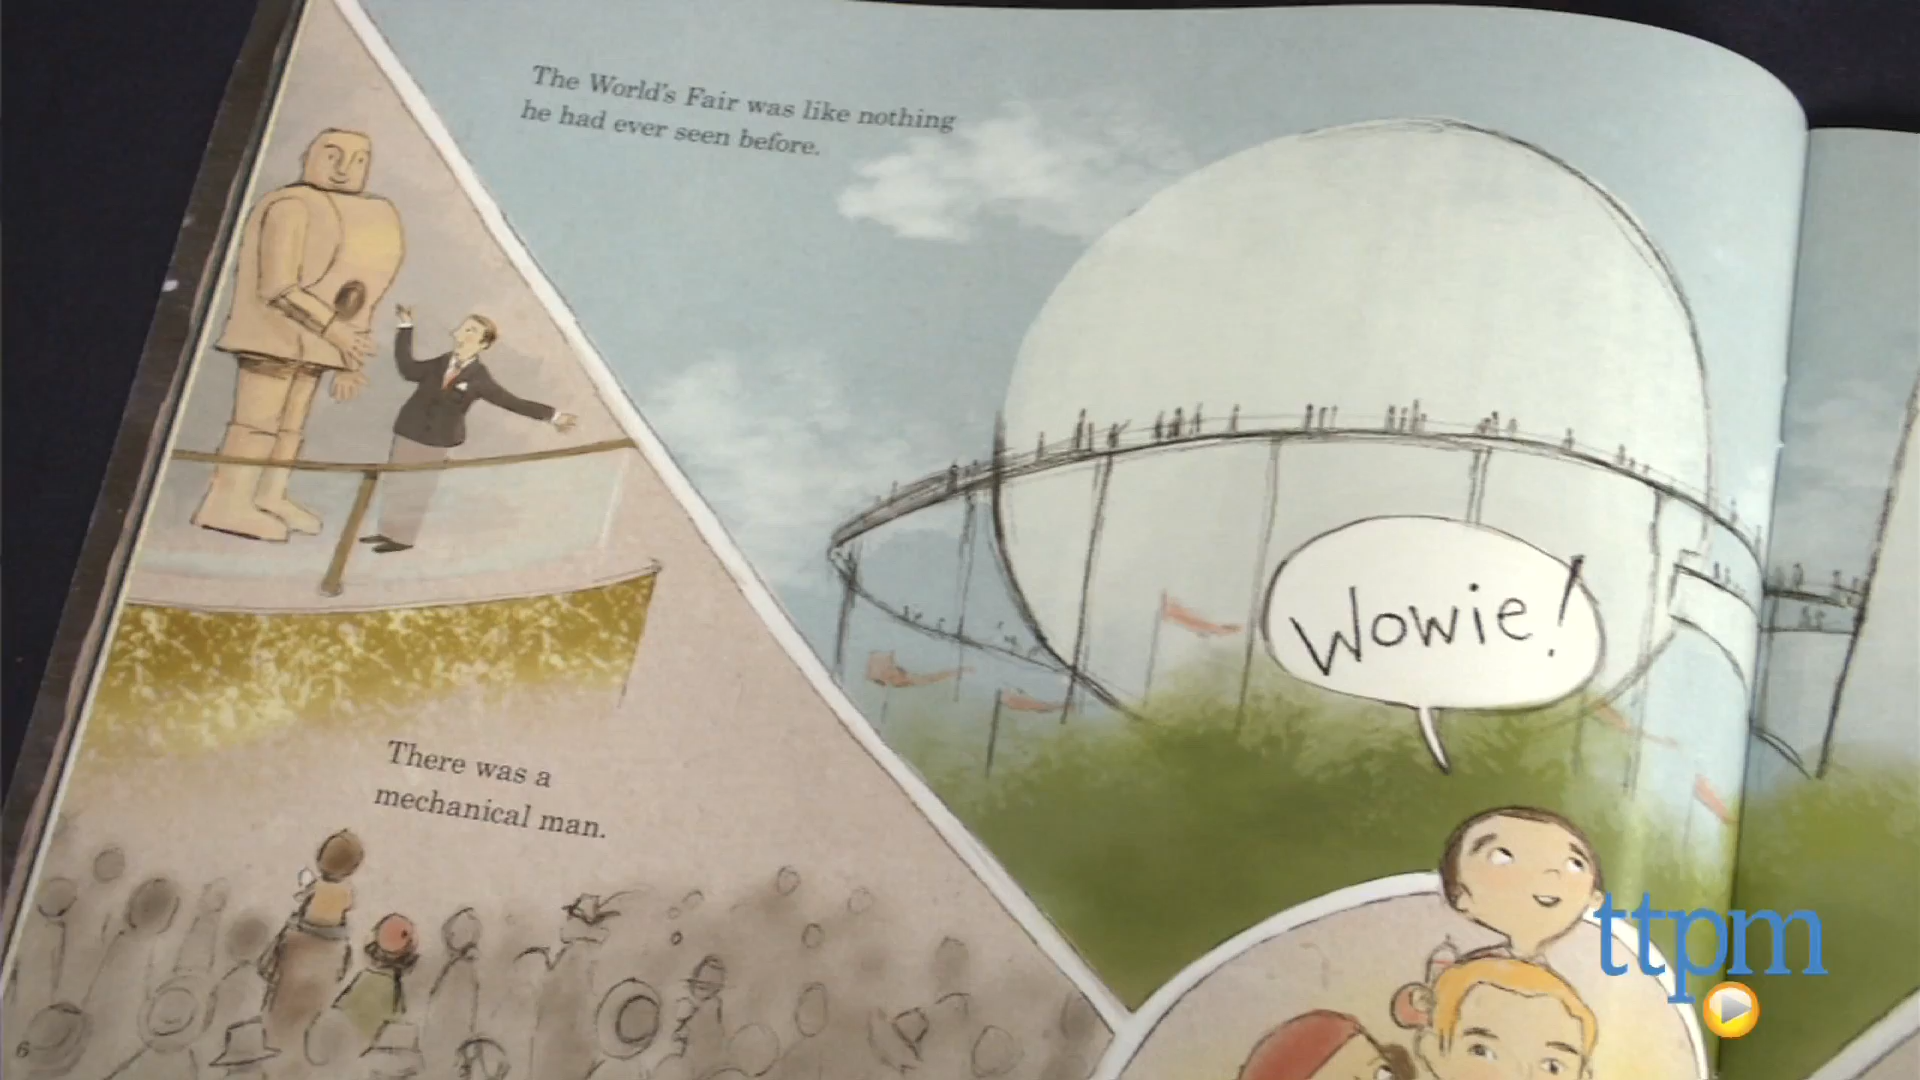 The World's Fair was like nothing
he had ever seen before.
There was a
mechanical man.
Wowie!
ttpm
6